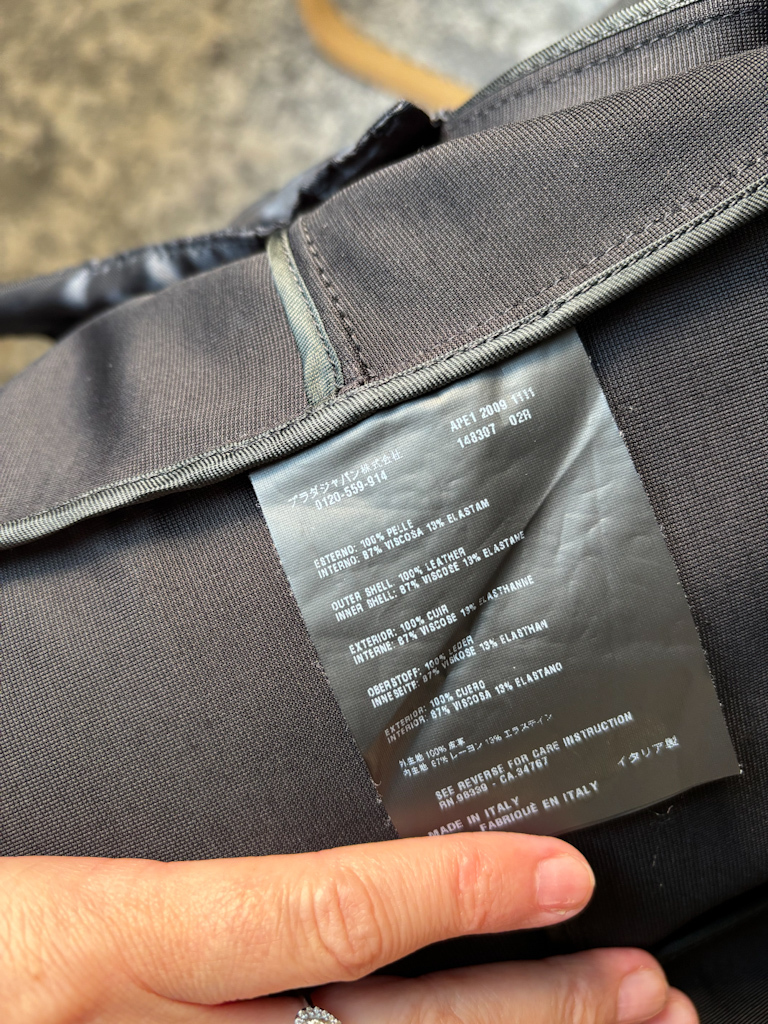 APE1 2009 1111
148307 02R
プラダジャパン株式会社
0120-559-914
ESTERNO: 100% PELLE
INTERNO: 87% VISCOSA 13% ELASTAM
OUTER SHELL 100% LEATHER
INNER SHELL: 87% VISCOSE 13% ELASTANE
EXTERIOR: 100% CUIR
INTERNE: 87% VISCOSE 13% ELASTHANNE
OBERSTOFF: 100% LEDER
INNESEITE: 87% VISKOSE 13% ELASTHAN
EXTERIOR: 100% CUERO
INTERIOR: 87% VISCOSA 13% ELASTANO
外生地 100% 皮革
内生地 87% レーヨン 13% エラステイン
SEE REVERSE FOR CARE INSTRUCTION
RN.98339 - CA.34767
イタリア製
MADE IN ITALY
FABRIQUÈ EN ITALY